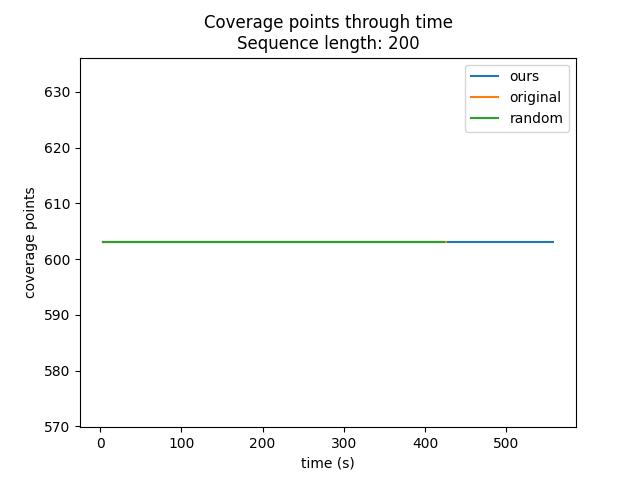 Coverage points through time
Sequence length: 200
ours
original
random
630
620
610
600
590
580
570
coverage points
0 100 200 300 400 500
time (s)